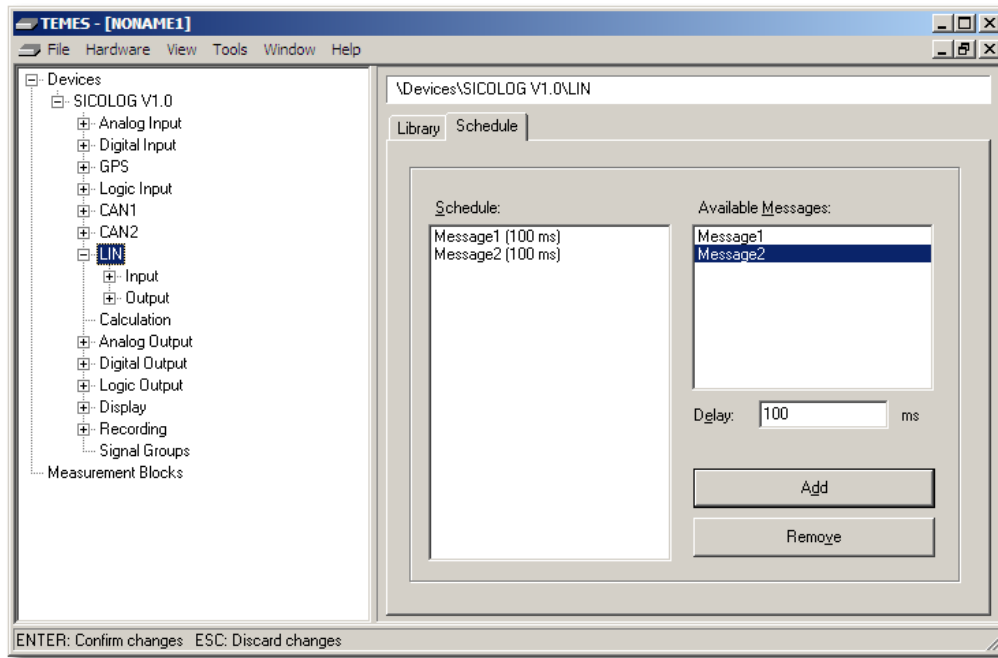 TEMES - [NONAME1]
File Hardware View Tools Window Help
Devices
SICOLOG V1.0
Analog Input
Digital Input
GPS
Logic Input
CAN1
CAN2
LIN
Input
Output
Calculation
Analog Output
Digital Output
Logic Output
Display
Recording
Signal Groups
Measurement Blocks
\Devices\SICOLOG V1.0\LIN
Library Schedule
Schedule:
Message1 (100 ms)
Message2 (100 ms)
Available Messages:
Message1
Message2
Delay: 100 ms
Add
Remove
ENTER: Confirm changes ESC: Discard changes